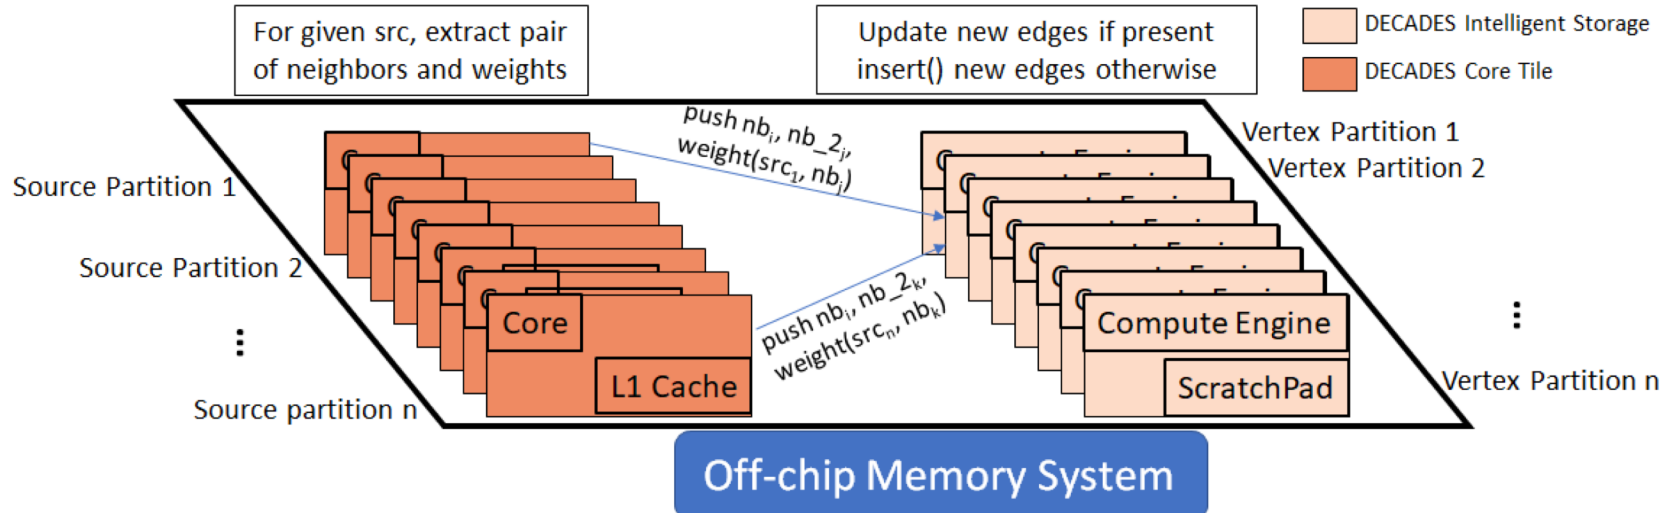 For given src, extract pair
of neighbors and weights
Update new edges if present
insert() new edges otherwise
DECADES Intelligent Storage
DECADES Core Tile
push nbᵢ, nb_2ⱼ,
weight(src₁, nbⱼ)
Vertex Partition 1
Vertex Partition 2
Source Partition 1
Source Partition 2
Source partition n
push nbᵢ, nb_2ₖ,
weight(srcₙ, nbₖ)
Core
L1 Cache
Compute Engine
ScratchPad
Vertex Partition n
Off-chip Memory System